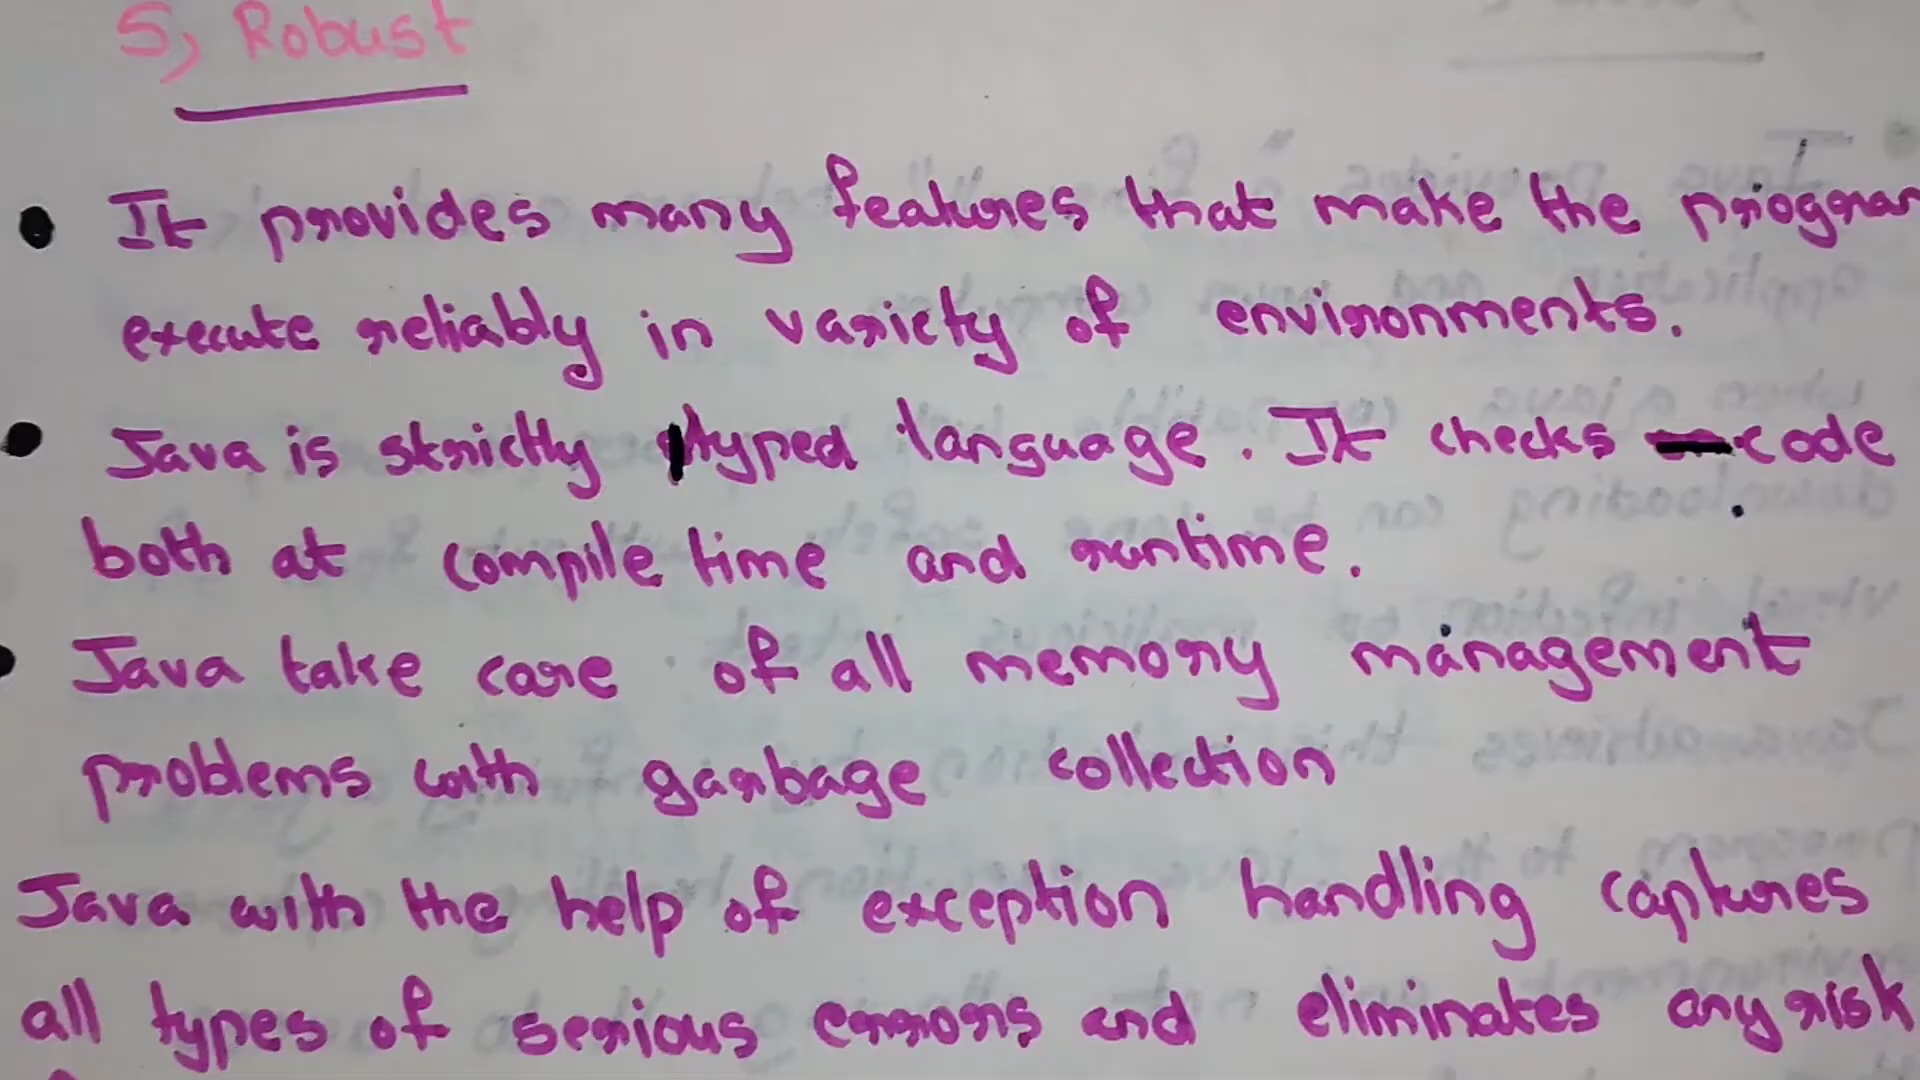 5, Robust
• It provides many features that make the program
execute reliably in variety of environments.
• Java is strictly typed language. It checks code
both at compile time and runtime.
• Java take care of all memory management
problems with garbage collection
Java with the help of exception handling captures
all types of serious errors and eliminates any risk